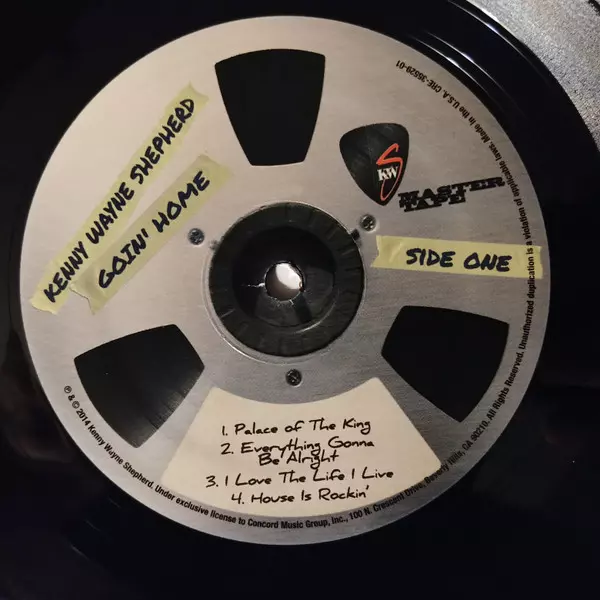 KENNY WAYNE SHEPHERD
GOIN' HOME
KWS
MASTER
TAPE
SIDE ONE
1. Palace of The King
2. Everything Gonna
Be Alright
3. I Love The Life I Live
4. House Is Rockin'
℗ & © 2014 Kenny Wayne Shepherd. Under exclusive license to Concord Music Group, Inc., 100 N. Crescent Drive, Beverly Hills, CA 90210. All Rights Reserved. Unauthorized duplication is a violation of applicable laws. Made in the U.S.A. CRE-35529-01